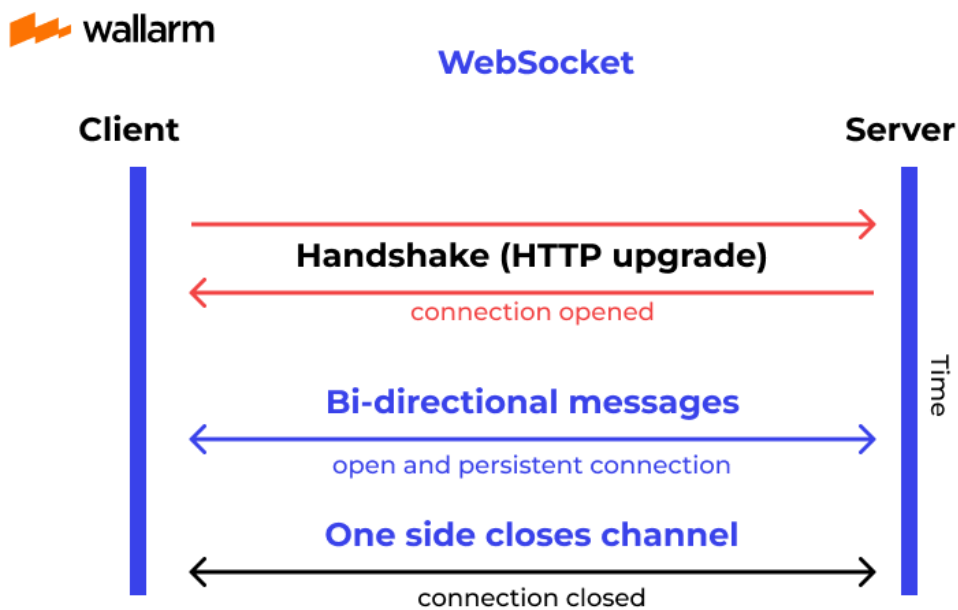 wallarm
WebSocket
Client
Server
Handshake (HTTP upgrade)
connection opened
Time
Bi-directional messages
open and persistent connection
One side closes channel
connection closed